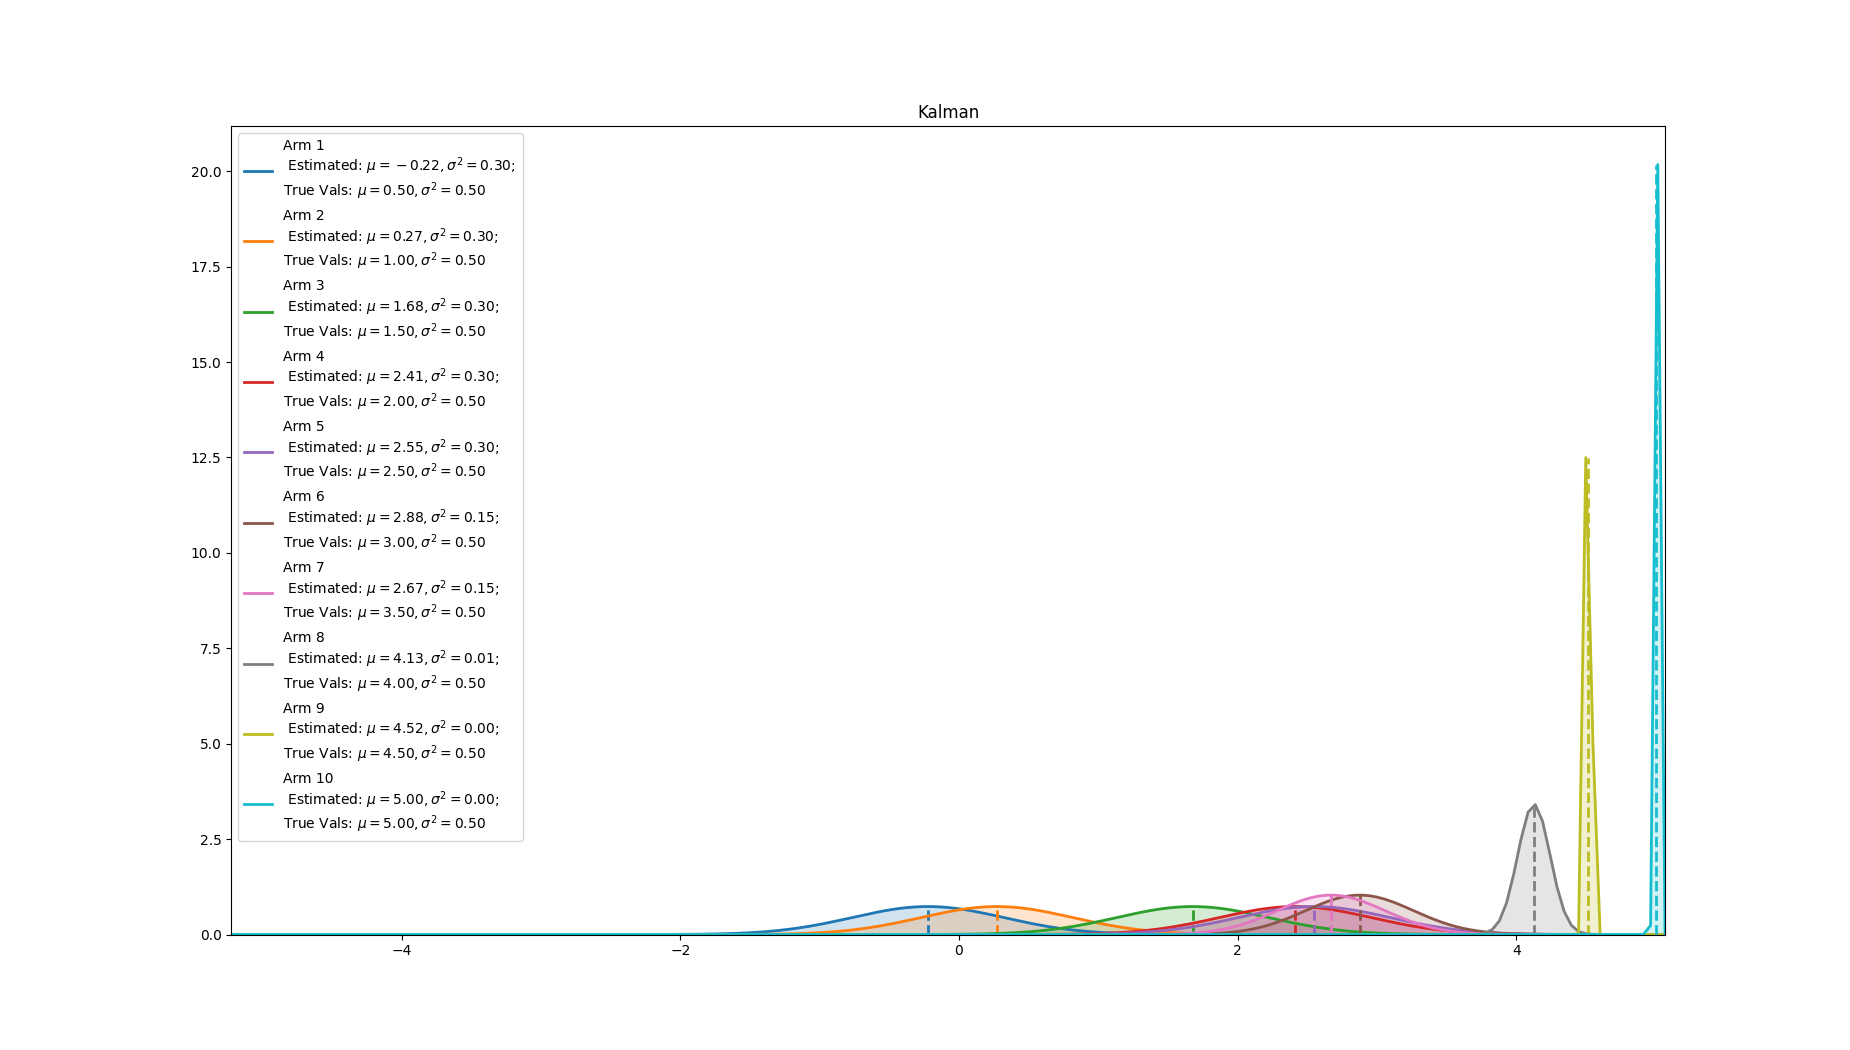 Kalman
20.0
17.5
15.0
12.5
10.0
7.5
5.0
2.5
0.0
Arm 1
Estimated: μ = −0.22, σ² = 0.30;
True Vals: μ = 0.50, σ² = 0.50
Arm 2
Estimated: μ = 0.27, σ² = 0.30;
True Vals: μ = 1.00, σ² = 0.50
Arm 3
Estimated: μ = 1.68, σ² = 0.30;
True Vals: μ = 1.50, σ² = 0.50
Arm 4
Estimated: μ = 2.41, σ² = 0.30;
True Vals: μ = 2.00, σ² = 0.50
Arm 5
Estimated: μ = 2.55, σ² = 0.30;
True Vals: μ = 2.50, σ² = 0.50
Arm 6
Estimated: μ = 2.88, σ² = 0.15;
True Vals: μ = 3.00, σ² = 0.50
Arm 7
Estimated: μ = 2.67, σ² = 0.15;
True Vals: μ = 3.50, σ² = 0.50
Arm 8
Estimated: μ = 4.13, σ² = 0.01;
True Vals: μ = 4.00, σ² = 0.50
Arm 9
Estimated: μ = 4.52, σ² = 0.00;
True Vals: μ = 4.50, σ² = 0.50
Arm 10
Estimated: μ = 5.00, σ² = 0.00;
True Vals: μ = 5.00, σ² = 0.50
−4 −2 0 2 4